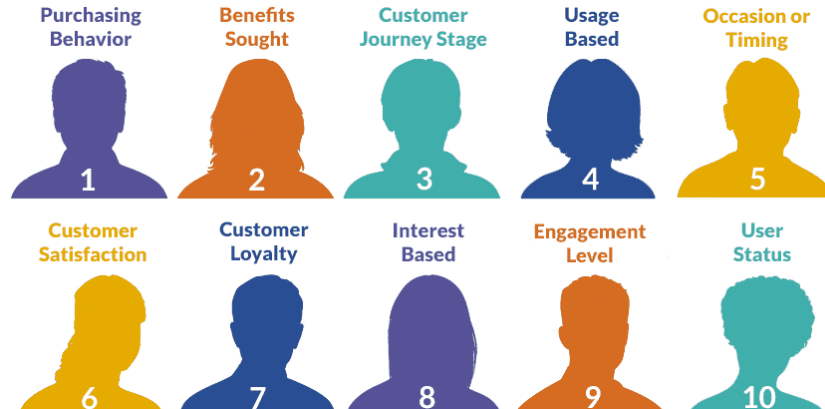 Purchasing
Behavior
1
Benefits
Sought
2
Customer
Journey Stage
3
Usage
Based
4
Occasion or
Timing
5
Customer
Satisfaction
6
Customer
Loyalty
7
Interest
Based
8
Engagement
Level
9
User
Status
10